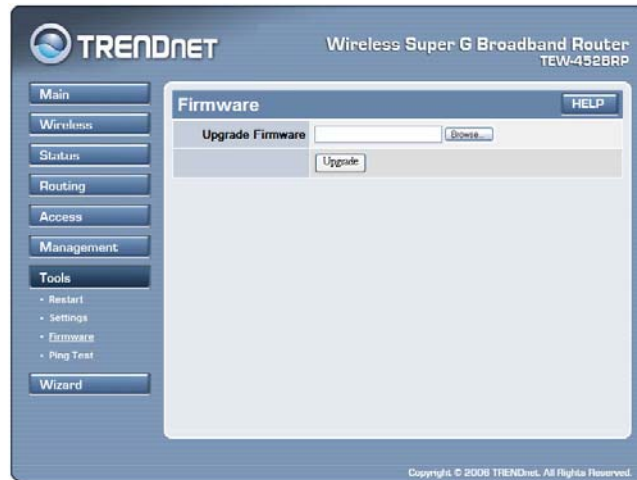 TRENDNET
Wireless Super G Broadband Router
TEW-452BRP
Main
Wireless
Status
Routing
Access
Management
Tools
• Restart
• Settings
• Firmware
• Ping Test
Wizard
Firmware
HELP
Upgrade Firmware
Browse...
Upgrade
Copyright © 2006 TRENDnet. All Rights Reserved.